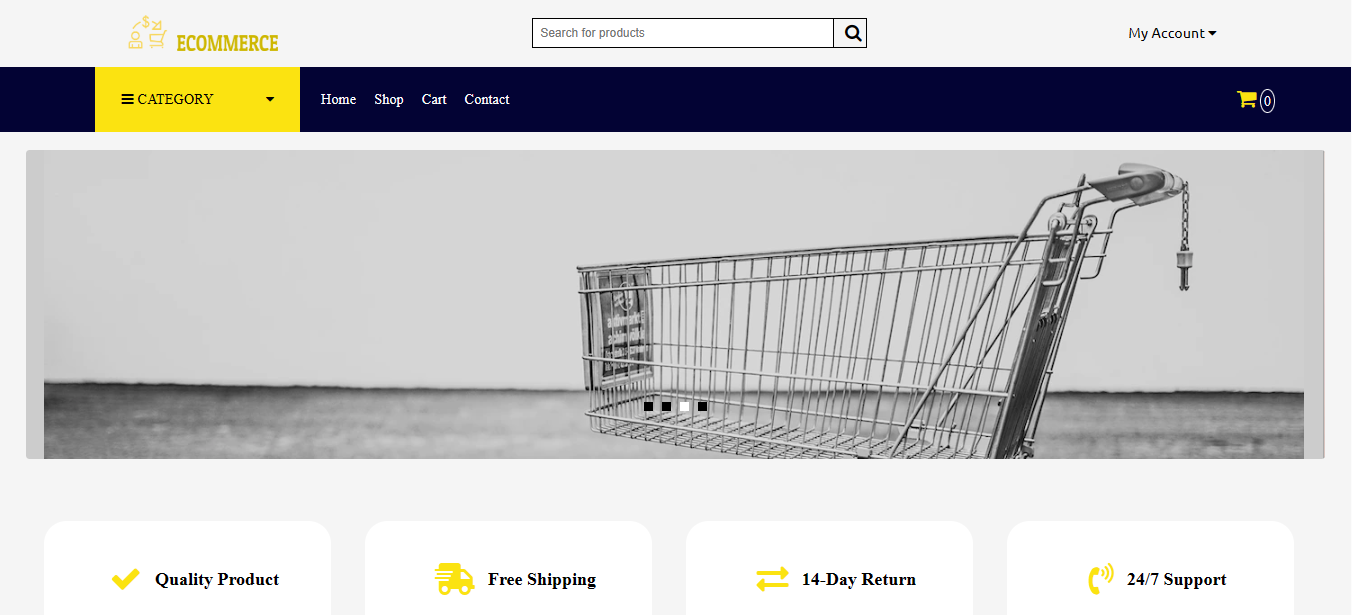 ECOMMERCE
Search for products
My Account
CATEGORY
Home Shop Cart Contact
0
Quality Product
Free Shipping
14-Day Return
24/7 Support